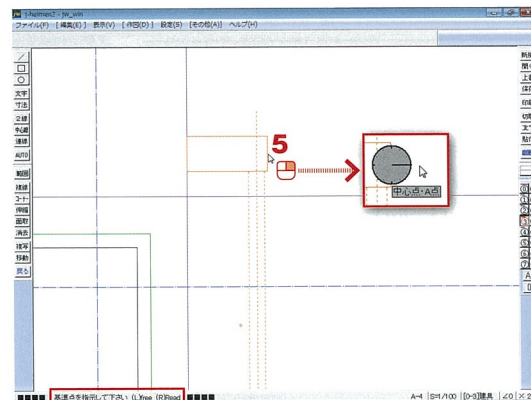 r-heimen2 - jw_win
ファイル(F) [編集(E)] 表示(V) [作図(D)] 設定(S) [その他(A)] ヘルプ(H)
文字
寸法
2線
中心線
連線
AUTO
範囲
複線
コーナー
伸縮
面取
消去
複写
移動
戻る
5
中心点・A点
基準点を指示して下さい (L)free (R)Read
A-4 S=1/100 [0-3]建具 ∠0 ×